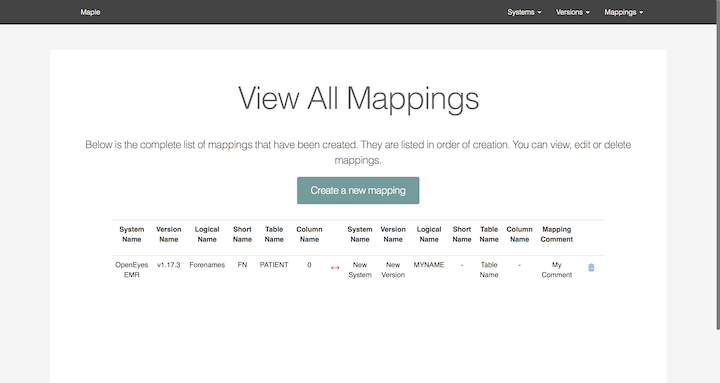 Maple Systems Versions Mappings
View All Mappings
Below is the complete list of mappings that have been created. They are listed in order of creation. You can view, edit or delete
mappings.
Create a new mapping
System Version Logical Short Table Column System Version Logical Short Table Column Mapping
Name Name Name Name Name Name Name Name Name Name Name Name Comment
OpenEyes v1.17.3 Forenames FN PATIENT 0 ↔ New New MYNAME - Table - My
EMR System Version Name Comment